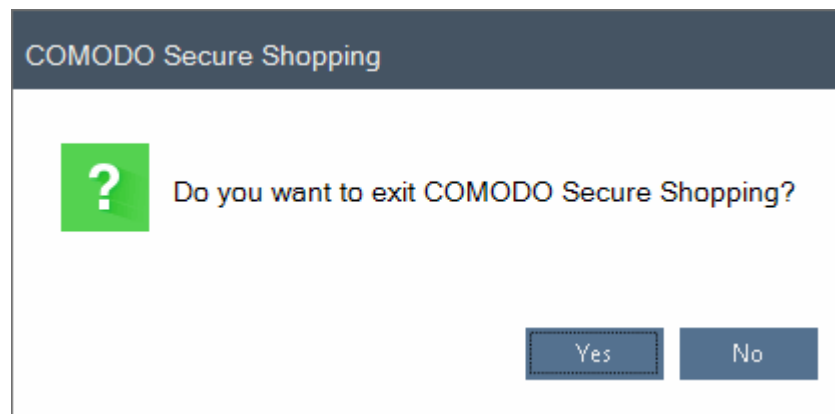 COMODO Secure Shopping
?
Do you want to exit COMODO Secure Shopping?
Yes No